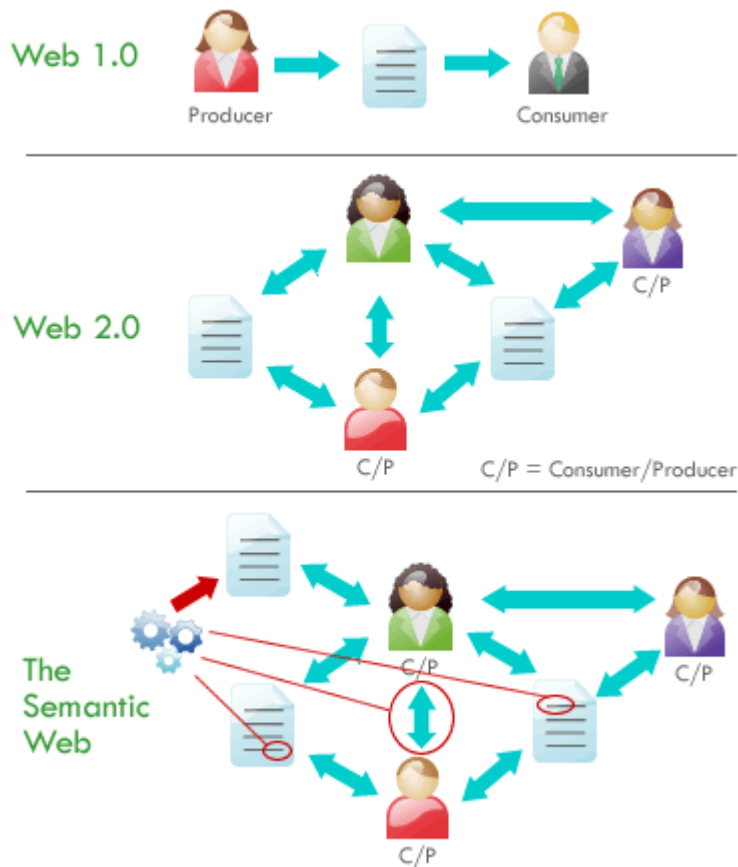 Web 1.0
Producer
Consumer
C/P
Web 2.0
C/P
C/P = Consumer/Producer
C/P
C/P
The
Semantic
Web
C/P